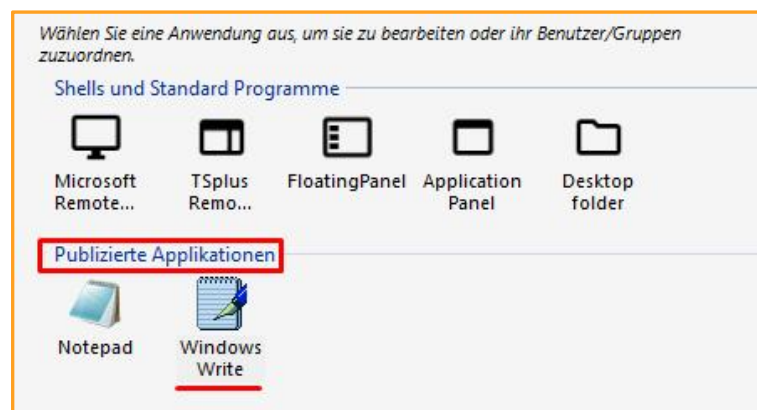 Wählen Sie eine Anwendung aus, um sie zu bearbeiten oder ihr Benutzer/Gruppen
zuzuordnen.
Shells und Standard Programme
Microsoft
Remote...
TSplus
Remo...
FloatingPanel
Application
Panel
Desktop
folder
Publizierte Applikationen
Notepad
Windows
Write